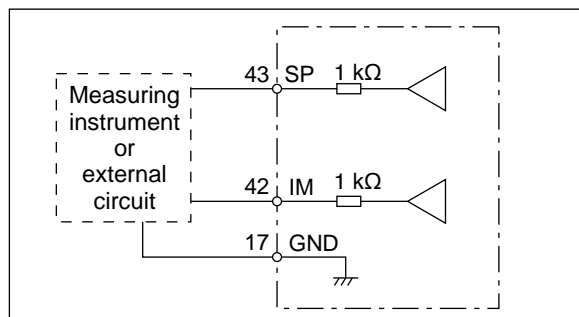 43 SP 1 kΩ
Measuring
instrument
or
external
circuit
42 IM 1 kΩ
17 GND